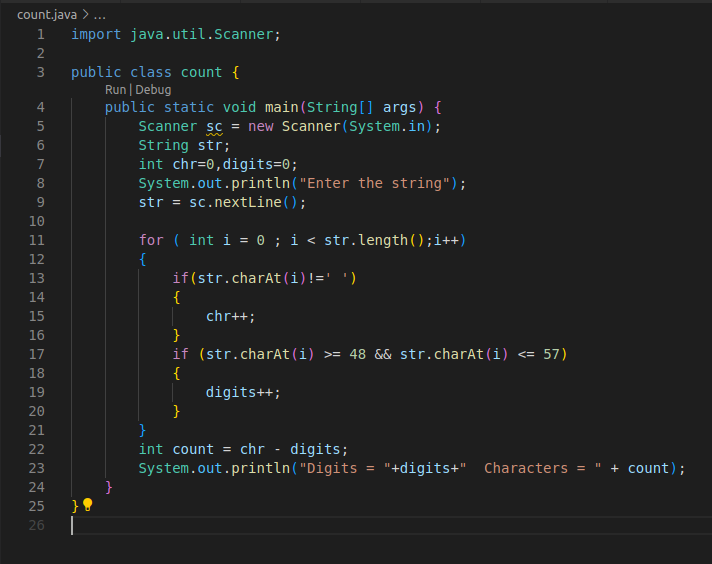 count.java > ...
1 import java.util.Scanner;
2
3 public class count {
Run | Debug
4 public static void main(String[] args) {
5 Scanner sc = new Scanner(System.in);
6 String str;
7 int chr=0,digits=0;
8 System.out.println("Enter the string");
9 str = sc.nextLine();
10
11 for ( int i = 0 ; i < str.length();i++)
12 {
13 if(str.charAt(i)!=' ')
14 {
15 chr++;
16 }
17 if (str.charAt(i) >= 48 && str.charAt(i) <= 57)
18 {
19 digits++;
20 }
21 }
22 int count = chr - digits;
23 System.out.println("Digits = "+digits+"  Characters = " + count);
24 }
25 }
26